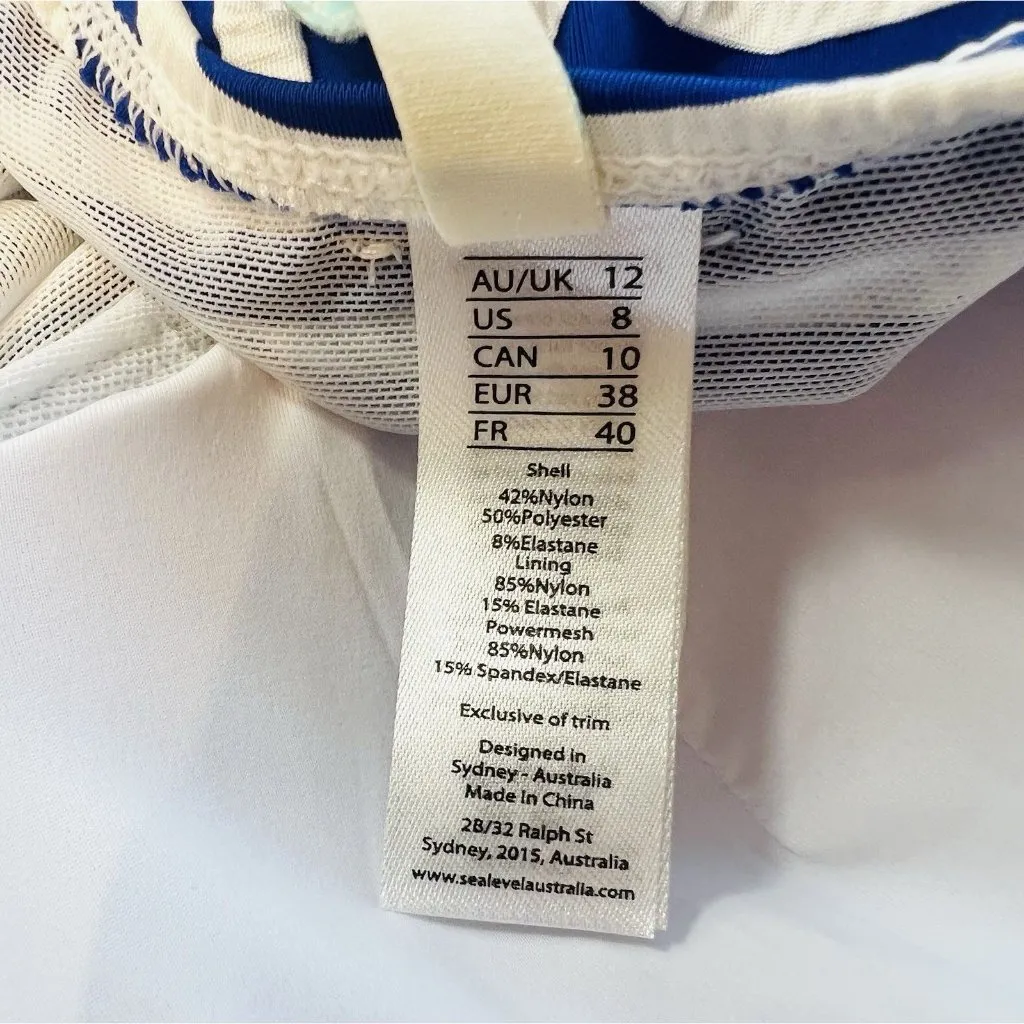 AU/UK 12
US 8
CAN 10
EUR 38
FR 40
Shell
42%Nylon
50%Polyester
8%Elastane
Lining
85%Nylon
15% Elastane
Powermesh
85%Nylon
15% Spandex/Elastane
Exclusive of trim
Designed in
Sydney - Australia
Made In China
2B/32 Ralph St
Sydney, 2015, Australia
www.sealevelaustralia.com